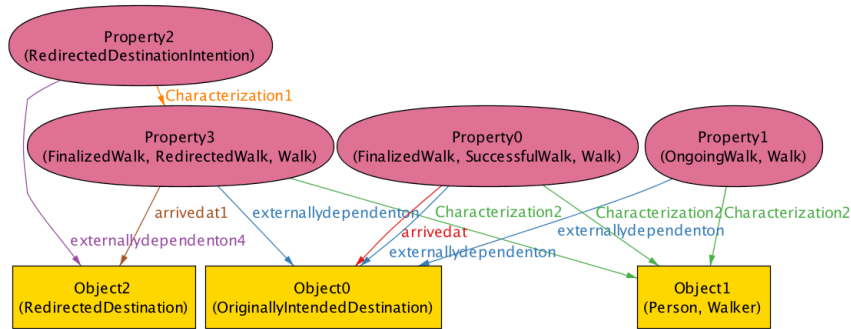 Property2
(RedirectedDestinationIntention)
Characterization1
Property3
(FinalizedWalk, RedirectedWalk, Walk)
Property0
(FinalizedWalk, SuccessfulWalk, Walk)
Property1
(OngoingWalk, Walk)
arrivedat1
externallydependenton
Characterization2
Characterization2
Characterization2
externallydependenton4
arrivedat
externallydependenton
externallydependenton
Object2
(RedirectedDestination)
Object0
(OriginallyIntendedDestination)
Object1
(Person, Walker)